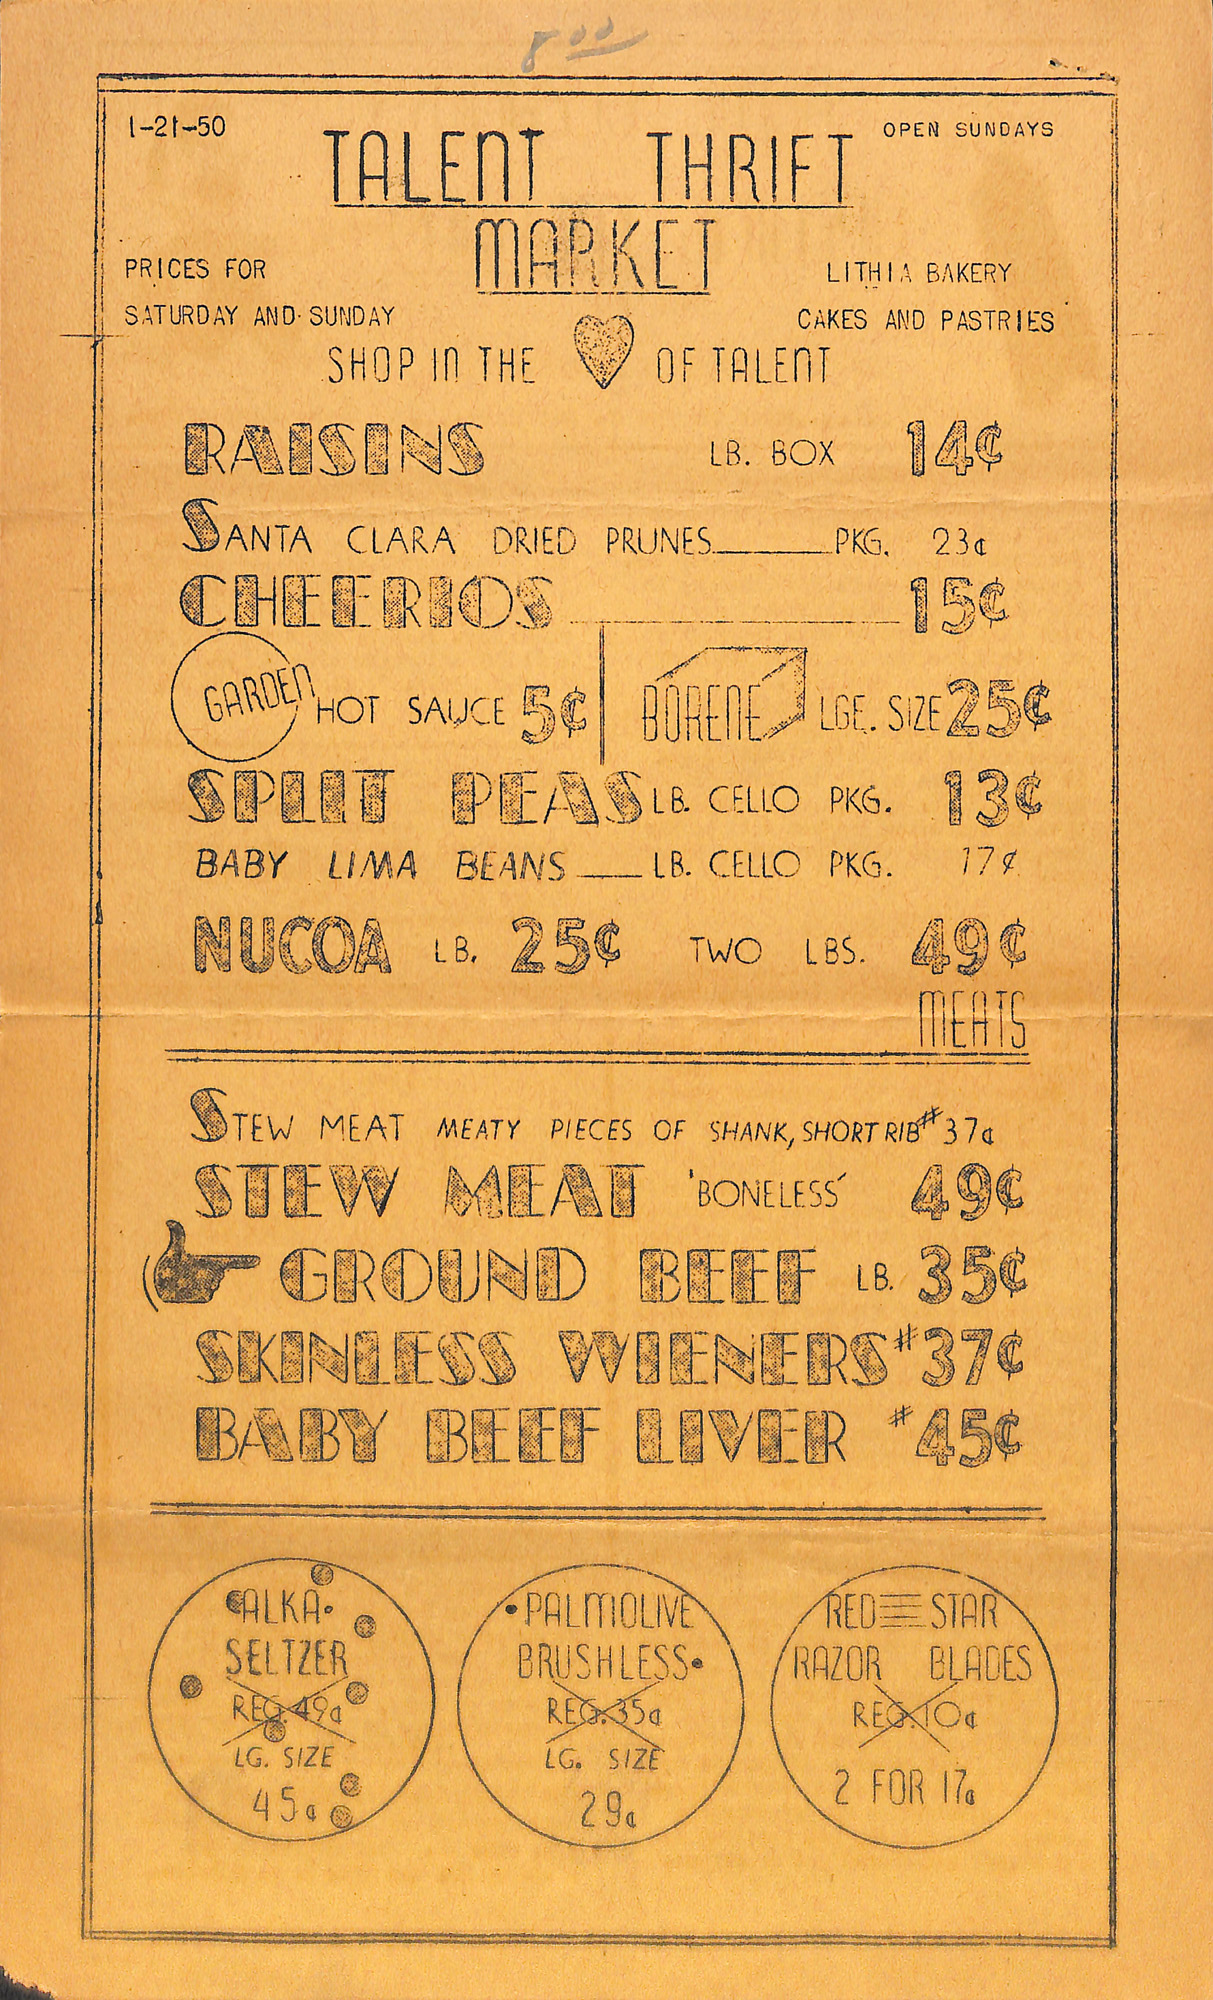 8 00
1-21-50
OPEN SUNDAYS
TALENT THRIFT
MARKET
PRICES FOR
SATURDAY AND SUNDAY
LITHIA BAKERY
CAKES AND PASTRIES
SHOP IN THE OF TALENT
RAISINS LB. BOX 14¢
SANTA CLARA DRIED PRUNES PKG. 23¢
CHEERIOS 15¢
GARDEN HOT SAUCE 5¢
BORENE LGE. SIZE 25¢
SPLIT PEAS LB. CELLO PKG. 13¢
BABY LIMA BEANS LB. CELLO PKG. 17¢
NUCOA LB. 25¢ TWO LBS. 49¢
MEATS
STEW MEAT MEATY PIECES OF SHANK, SHORT RIB # 37¢
STEW MEAT 'BONELESS' 49¢
GROUND BEEF LB. 35¢
SKINLESS WIENERS # 37¢
BABY BEEF LIVER # 45¢
ALKA-
SELTZER
REG. 49¢
LG. SIZE
45¢
PALMOLIVE
BRUSHLESS
REG. 35¢
LG. SIZE
29¢
RED STAR
RAZOR BLADES
REG. 10¢
2 FOR 17¢